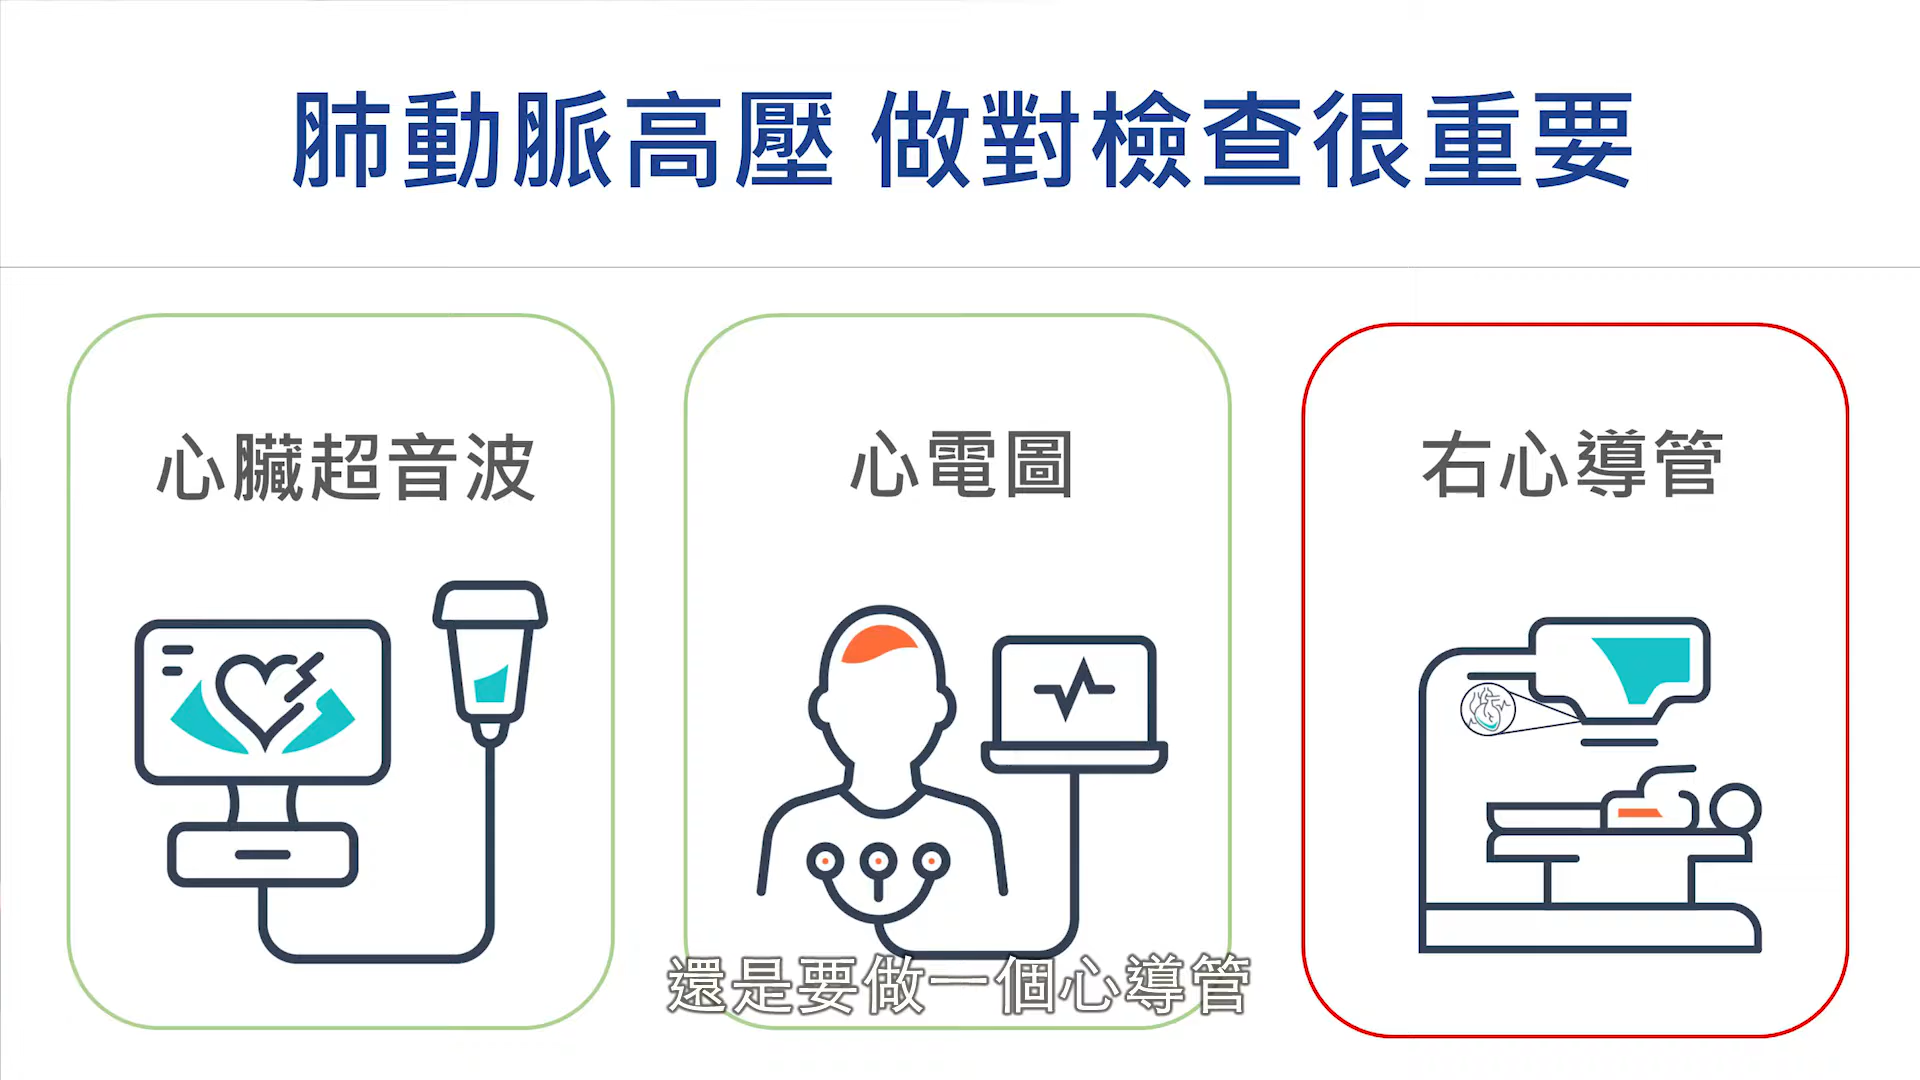 肺動脈高壓 做對檢查很重要
心臟超音波
心電圖
右心導管
還是要做一個心導管